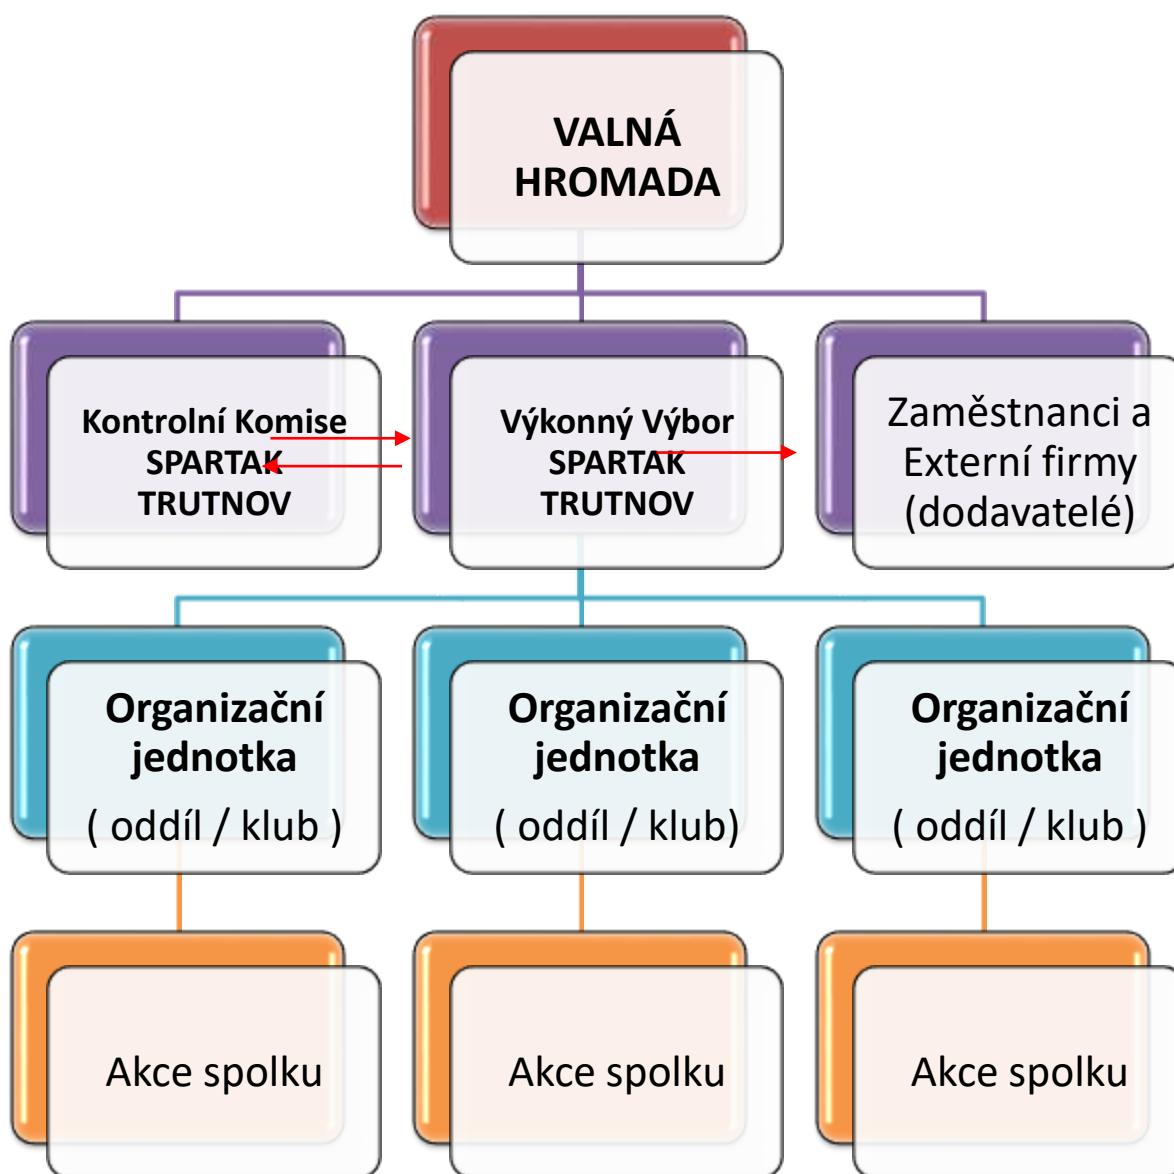 VALNÁ
HROMADA
Kontrolní Komise
SPARTAK
TRUTNOV
Výkonný Výbor
SPARTAK
TRUTNOV
Zaměstnanci a
Externí firmy
(dodavatelé)
Organizační
jednotka
( oddíl / klub )
Organizační
jednotka
( oddíl / klub)
Organizační
jednotka
( oddíl / klub )
Akce spolku
Akce spolku
Akce spolku